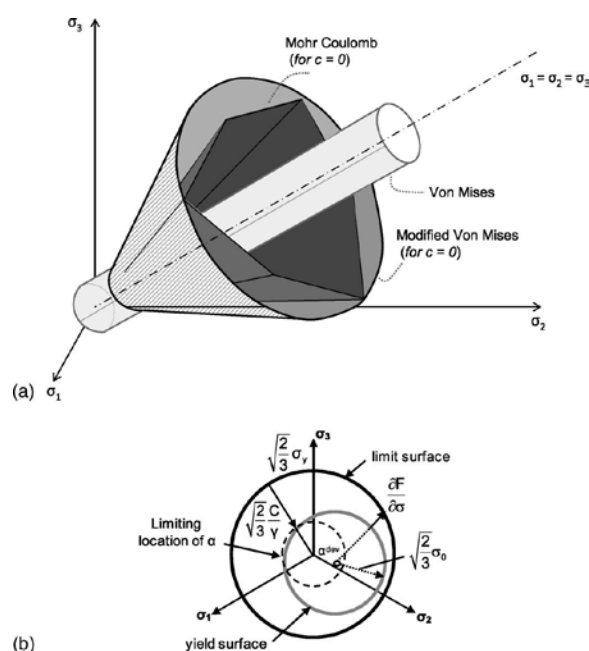 σ₃
Mohr Coulomb
(for c = 0)
σ₁ = σ₂ = σ₃
Von Mises
Modified Von Mises
(for c = 0)
σ₂
σ₁
(a)
σ₃
√(2/3) σ_y
limit surface
∂F/∂σ
√(2/3) C/γ
Limiting
location of α
α^dev
√(2/3) σ₀
σ₁
σ₂
yield surface
(b)